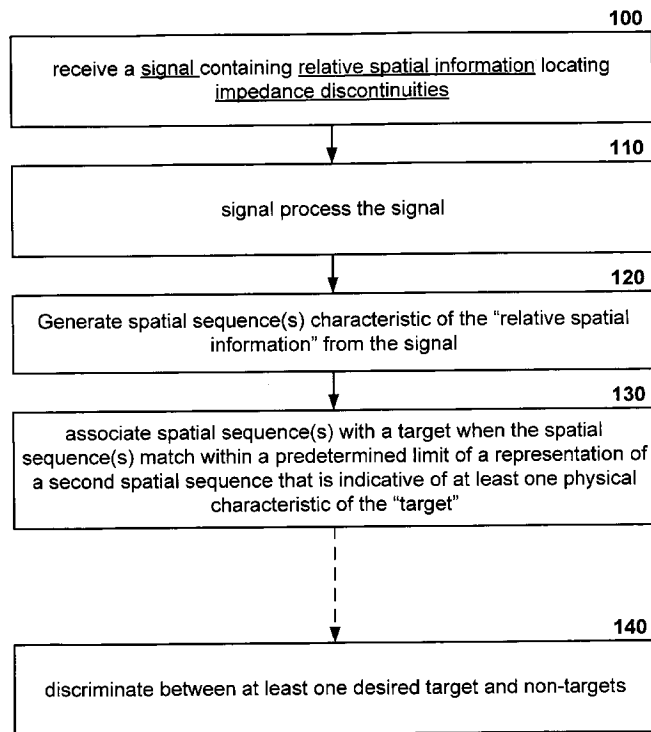 100
receive a signal containing relative spatial information locating
impedance discontinuities
110
signal process the signal
120
Generate spatial sequence(s) characteristic of the “relative spatial
information” from the signal
130
associate spatial sequence(s) with a target when the spatial
sequence(s) match within a predetermined limit of a representation of
a second spatial sequence that is indicative of at least one physical
characteristic of the “target”
140
discriminate between at least one desired target and non-targets